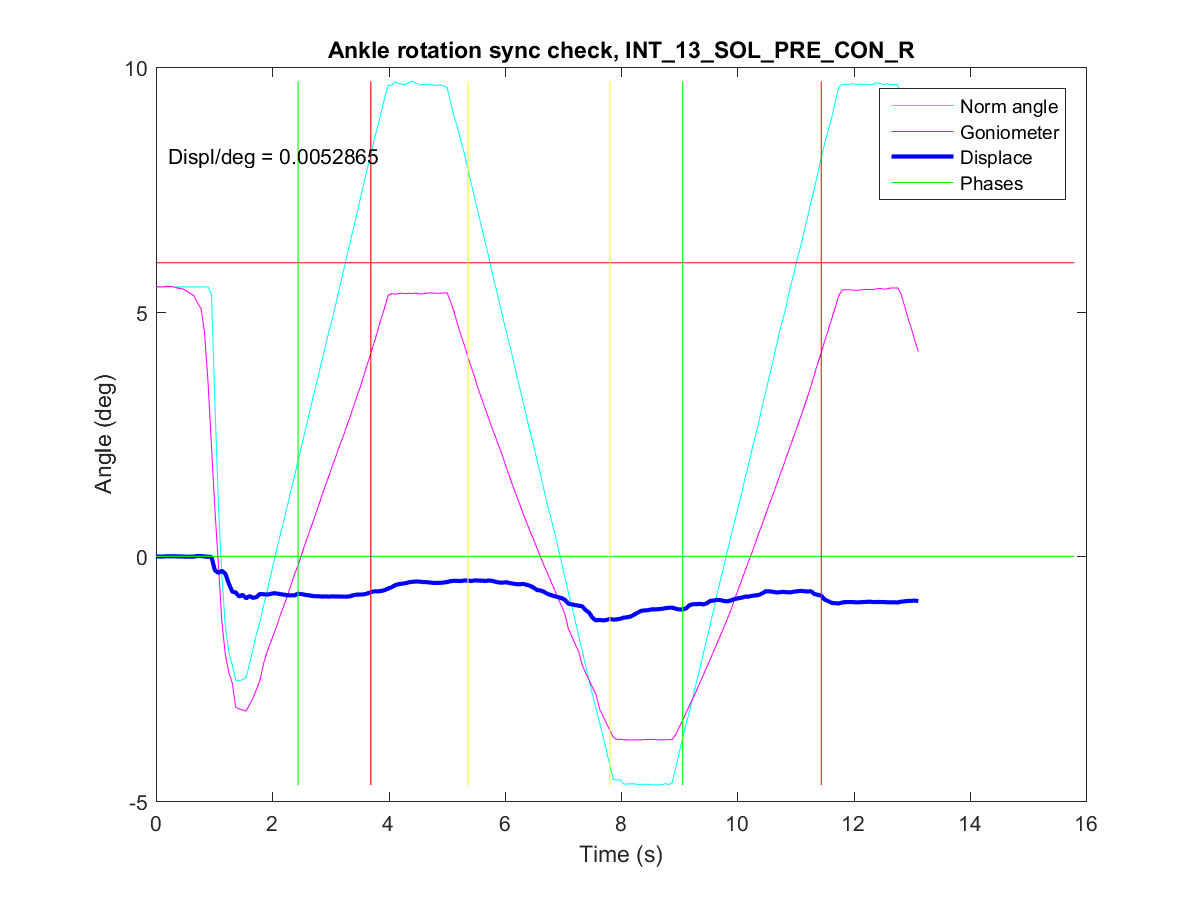 Ankle rotation sync check, INT_13_SOL_PRE_CON_R
10
Norm angle
Goniometer
Displace
Phases
Displ/deg = 0.0052865
5
Angle (deg)
0
-5
0 2 4 6 8 10 12 14 16
Time (s)